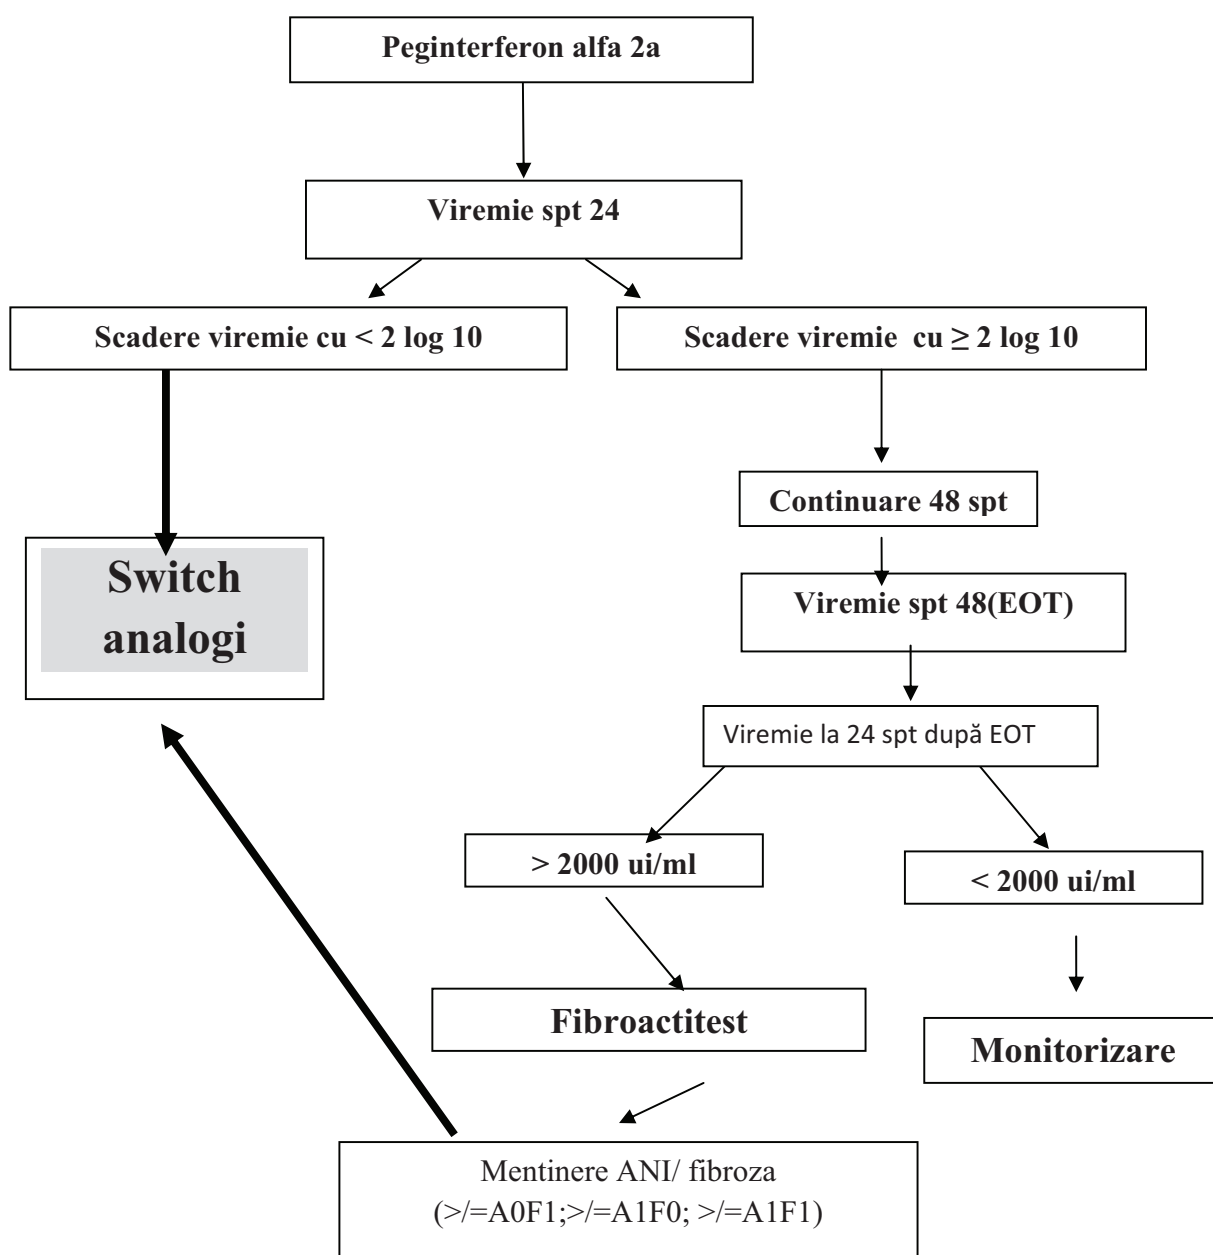 Peginterferon alfa 2a
Viremie spt 24
Scadere viremie cu < 2 log 10
Scadere viremie cu ≥ 2 log 10
Continuare 48 spt
Switch
analogi
Viremie spt 48(EOT)
Viremie la 24 spt după EOT
> 2000 ui/ml
< 2000 ui/ml
Fibroactitest
Monitorizare
Mentinere ANI/ fibroza
(>/=A0F1;>/=A1F0; >/=A1F1)